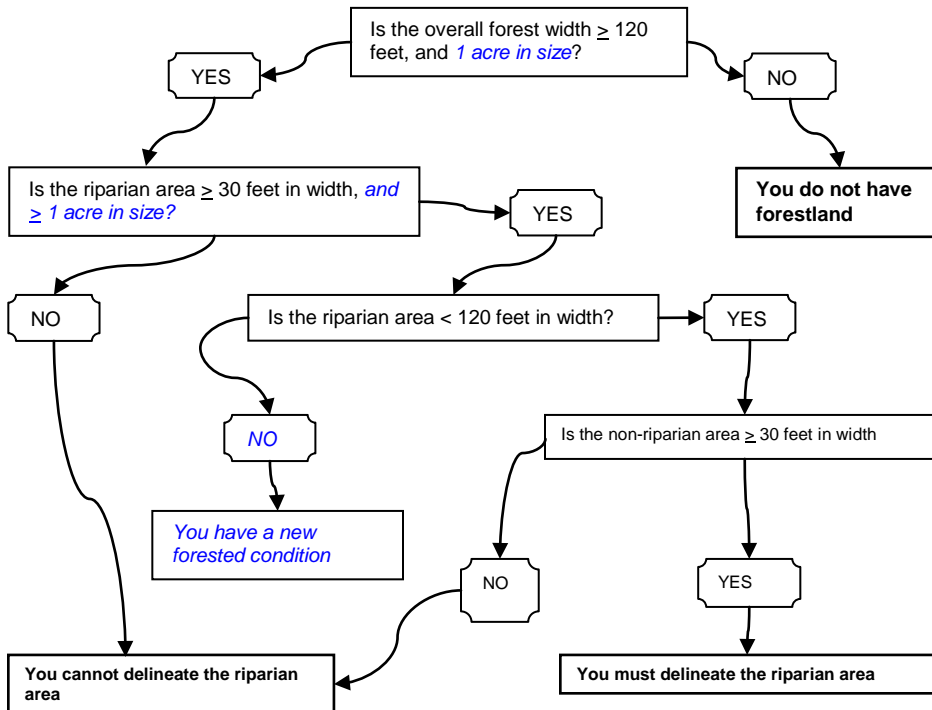 Is the overall forest width ≥ 120
feet, and 1 acre in size?
YES
NO
Is the riparian area ≥ 30 feet in width, and
≥ 1 acre in size?
YES
You do not have
forestland
NO
Is the riparian area < 120 feet in width?
YES
NO
Is the non-riparian area ≥ 30 feet in width
You have a new
forested condition
NO
YES
You cannot delineate the riparian
area
You must delineate the riparian area